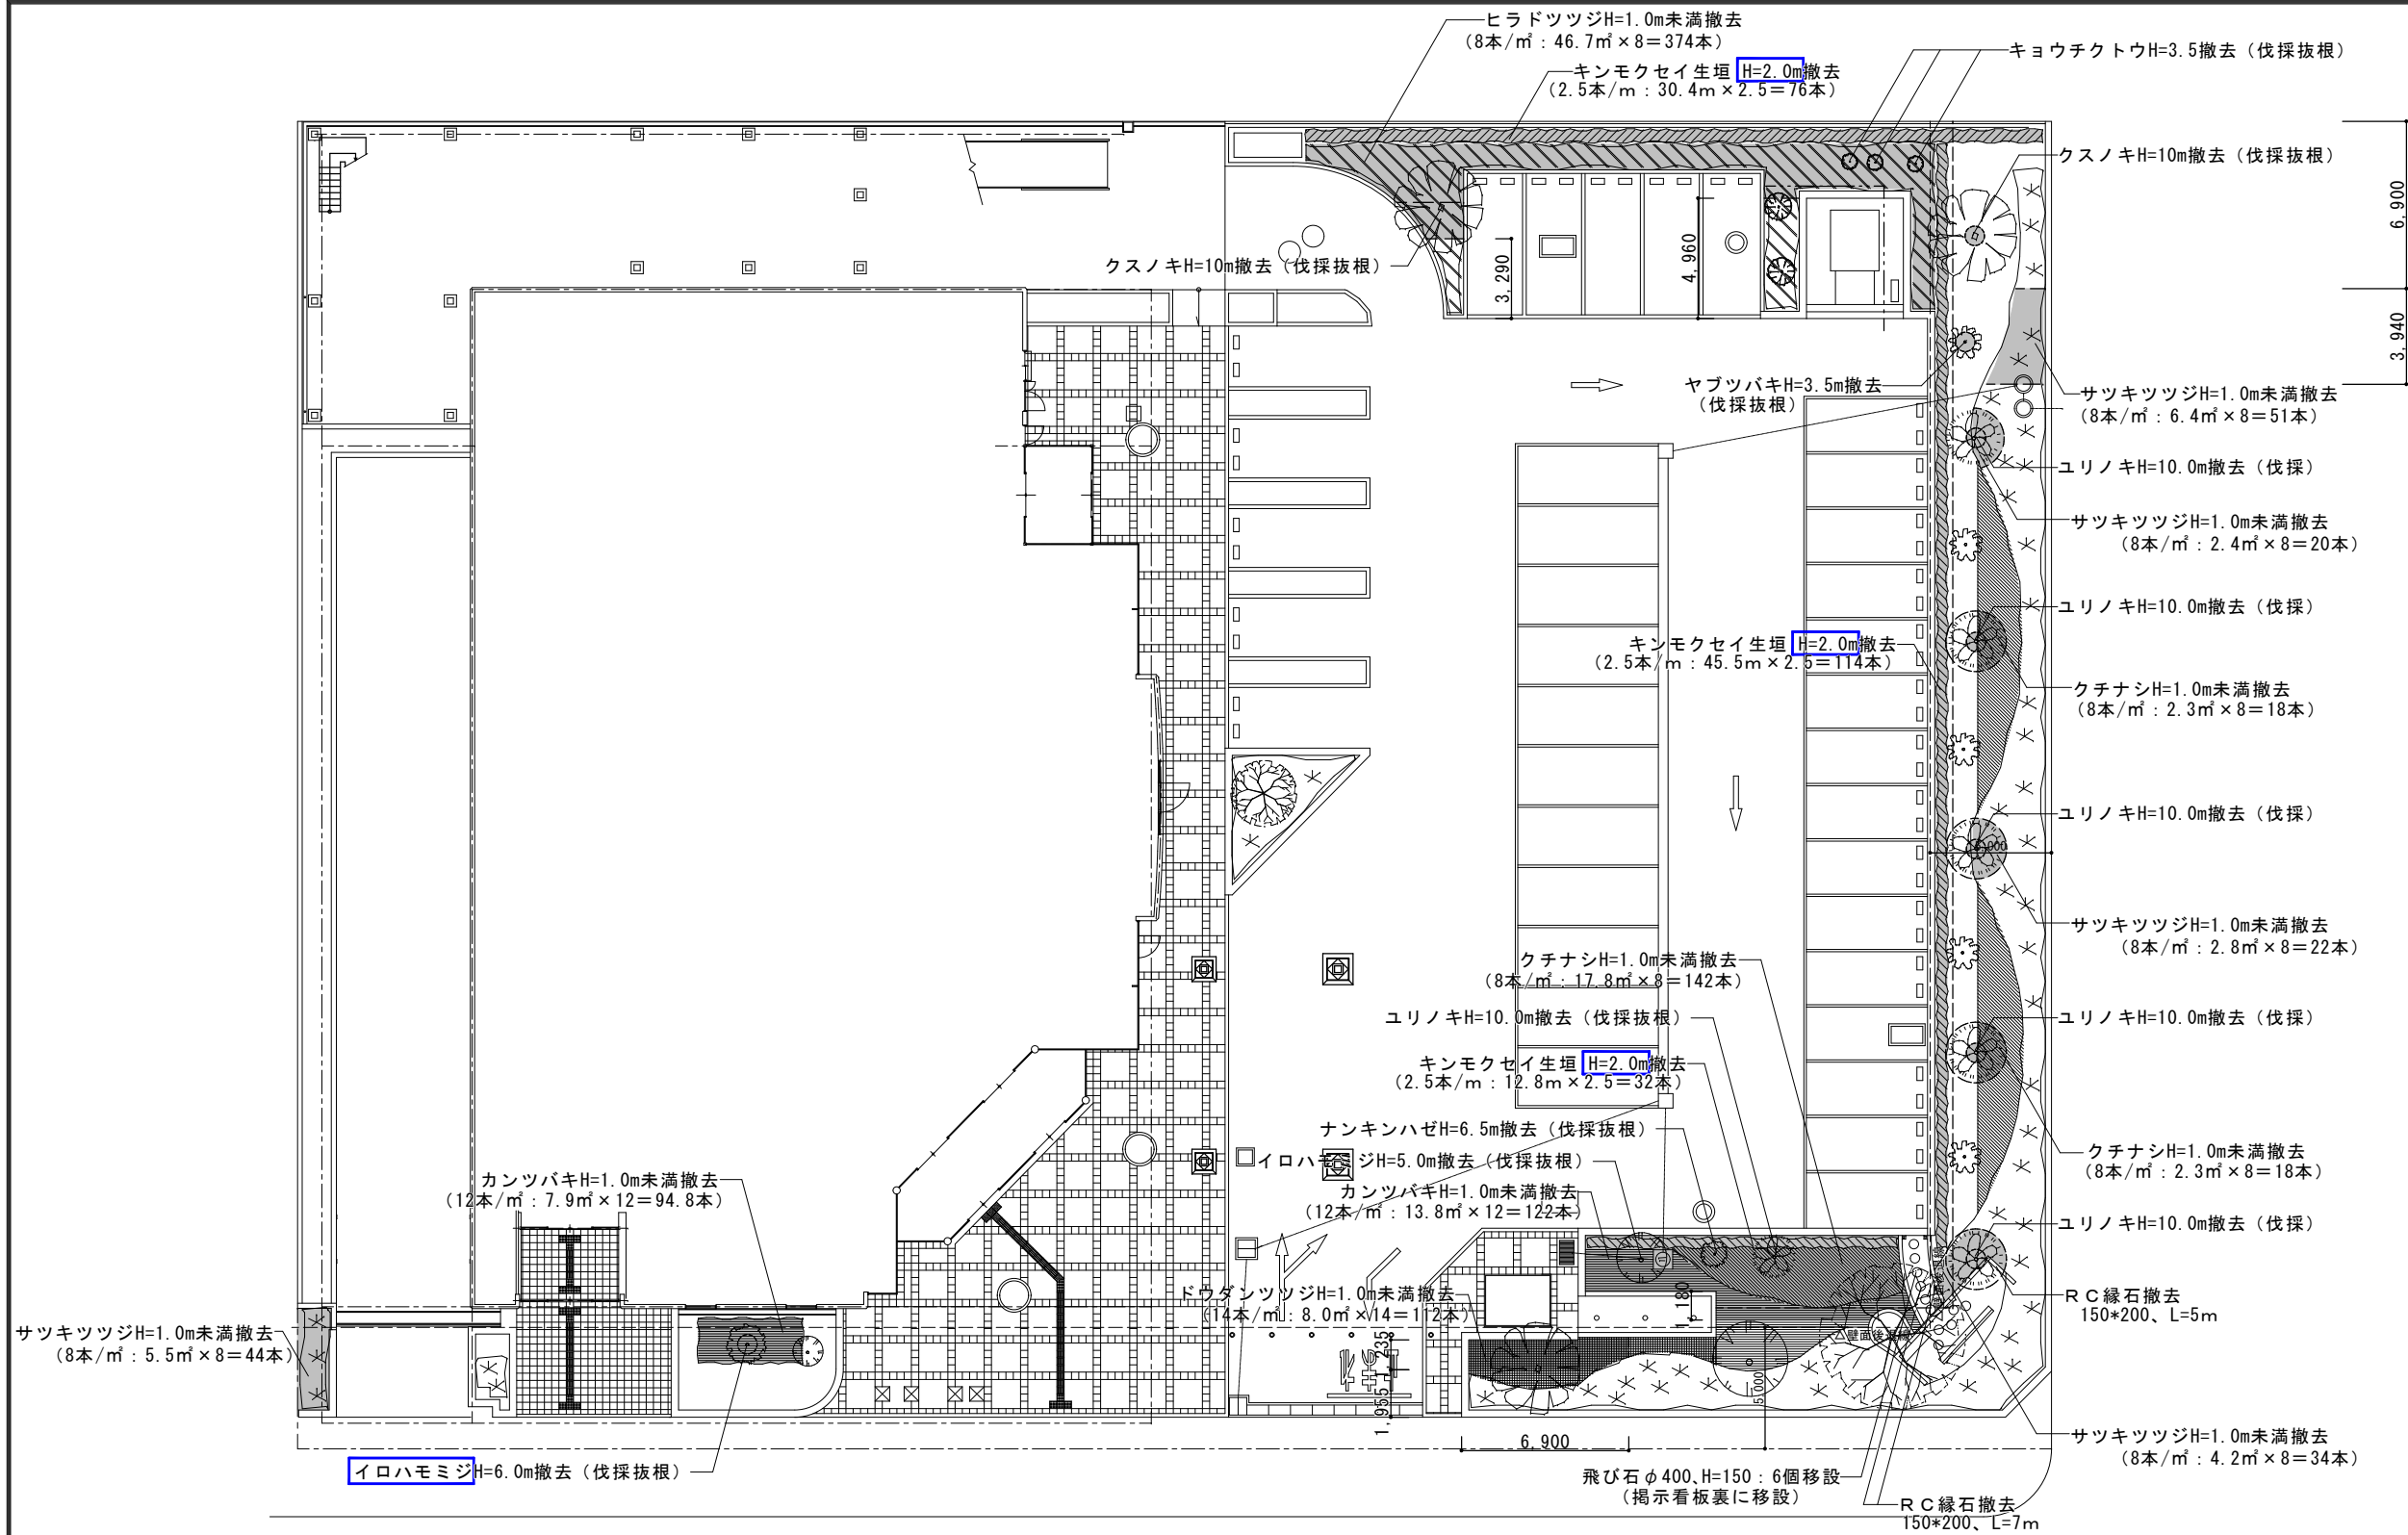 ヒラドツツジH=1.0m未満撤去
(8本/㎡：46.7㎡×8＝374本)
キンモクセイ生垣 H=2.0m撤去
(2.5本/m：30.4m×2.5＝76本)
キョウチクトウH=3.5撤去（伐採抜根）
クスノキH=10m撤去（伐採抜根）
6,900
クスノキH=10m撤去（伐採抜根）
3,290
4,960
3,940
ヤブツバキH=3.5m撤去
（伐採抜根）
サツキツツジH=1.0m未満撤去
(8本/㎡：6.4㎡×8＝51本)
ユリノキH=10.0m撤去（伐採）
サツキツツジH=1.0m未満撤去
(8本/㎡：2.4㎡×8＝20本)
ユリノキH=10.0m撤去（伐採）
キンモクセイ生垣 H=2.0m撤去
(2.5本/m：45.5m×2.5＝114本)
クチナシH=1.0m未満撤去
(8本/㎡：2.3㎡×8＝18本)
ユリノキH=10.0m撤去（伐採）
サツキツツジH=1.0m未満撤去
(8本/㎡：2.8㎡×8＝22本)
クチナシH=1.0m未満撤去
(8本/㎡：17.8㎡×8＝142本)
ユリノキH=10.0m撤去（伐採抜根）
ユリノキH=10.0m撤去（伐採）
キンモクセイ生垣 H=2.0m撤去
(2.5本/m：12.8m×2.5＝32本)
ナンキンハゼH=6.5m撤去（伐採抜根）
イロハモミジH=5.0m撤去（伐採抜根）
クチナシH=1.0m未満撤去
(8本/㎡：2.3㎡×8＝18本)
カンツバキH=1.0m未満撤去
(12本/㎡：7.9㎡×12＝94.8本)
カンツバキH=1.0m未満撤去
(12本/㎡：13.8㎡×12＝122本)
ユリノキH=10.0m撤去（伐採）
ドウダンツツジH=1.0m未満撤去
(14本/㎡：8.0㎡×14＝112本)
1,180
ＲＣ縁石撤去
150*200、L=5m
サツキツツジH=1.0m未満撤去
(8本/㎡：5.5㎡×8＝44本)
△壁面後退線
1,235
1,955
5,000
6,900
サツキツツジH=1.0m未満撤去
(8本/㎡：4.2㎡×8＝34本)
イロハモミジH=6.0m撤去（伐採抜根）
飛び石φ400、H=150：6個移設
（掲示看板裏に移設）
ＲＣ縁石撤去
150*200、L=7m